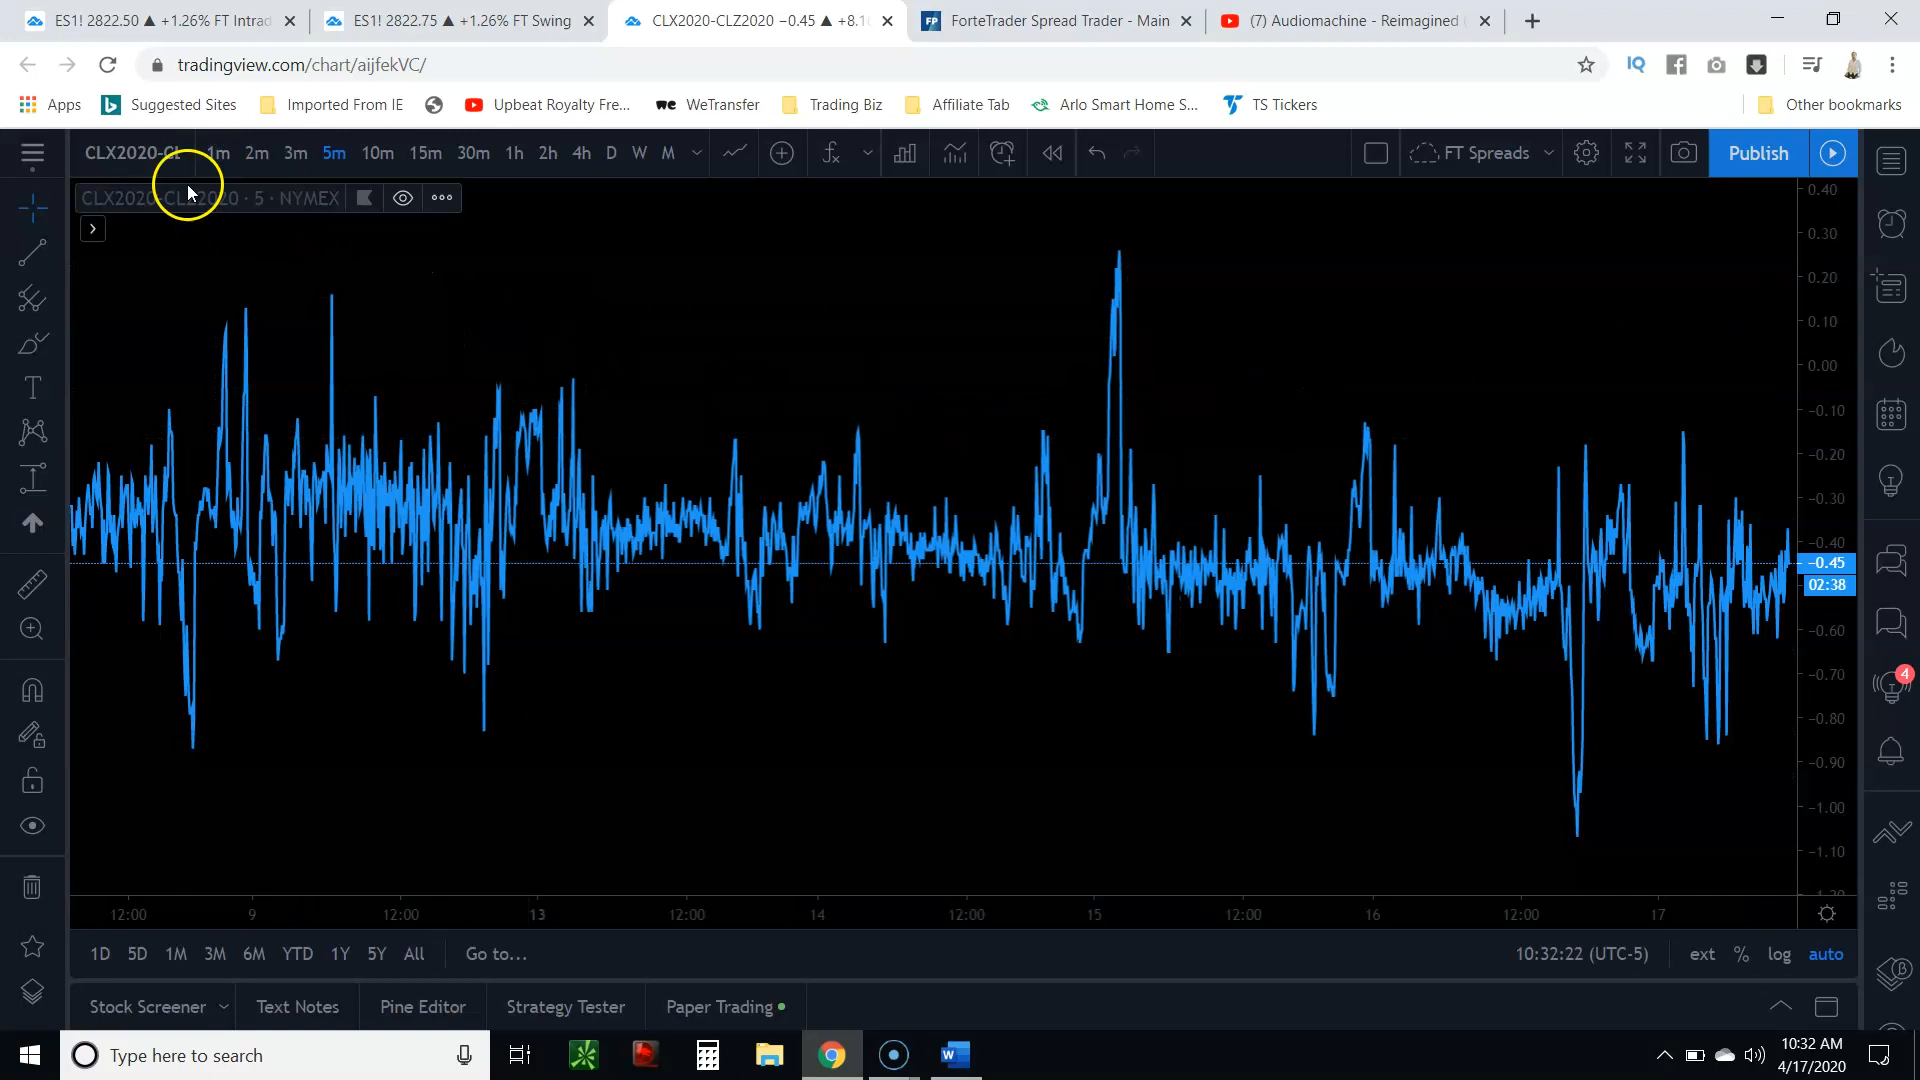 ES1! 2822.50 ▲ +1.26% FT Intrad
ES1! 2822.75 ▲ +1.26% FT Swing
CLX2020-CLZ2020 −0.45 ▲ +8.1
FP ForteTrader Spread Trader - Main
(7) Audiomachine - Reimagined
tradingview.com/chart/aijfekVC/
IQ
Apps
Suggested Sites
Imported From IE
Upbeat Royalty Fre...
we WeTransfer
Trading Biz
Affiliate Tab
Arlo Smart Home S...
TS Tickers
Other bookmarks
CLX2020-CL 1m 2m 3m 5m 10m 15m 30m 1h 2h 4h D W M
FT Spreads
Publish
CLX2020-CLZ2020 · 5 · NYMEX
0.40
0.30
0.20
0.10
0.00
−0.10
−0.20
−0.30
−0.40
−0.45
02:38
−0.60
−0.70
−0.80
−0.90
−1.00
−1.10
4
12:00 9 12:00 13 12:00 14 12:00 15 12:00 16 12:00 17
1D 5D 1M 3M 6M YTD 1Y 5Y All Go to...
10:32:22 (UTC-5) ext % log auto
Stock Screener Text Notes Pine Editor Strategy Tester Paper Trading
Type here to search
10:32 AM
4/17/2020